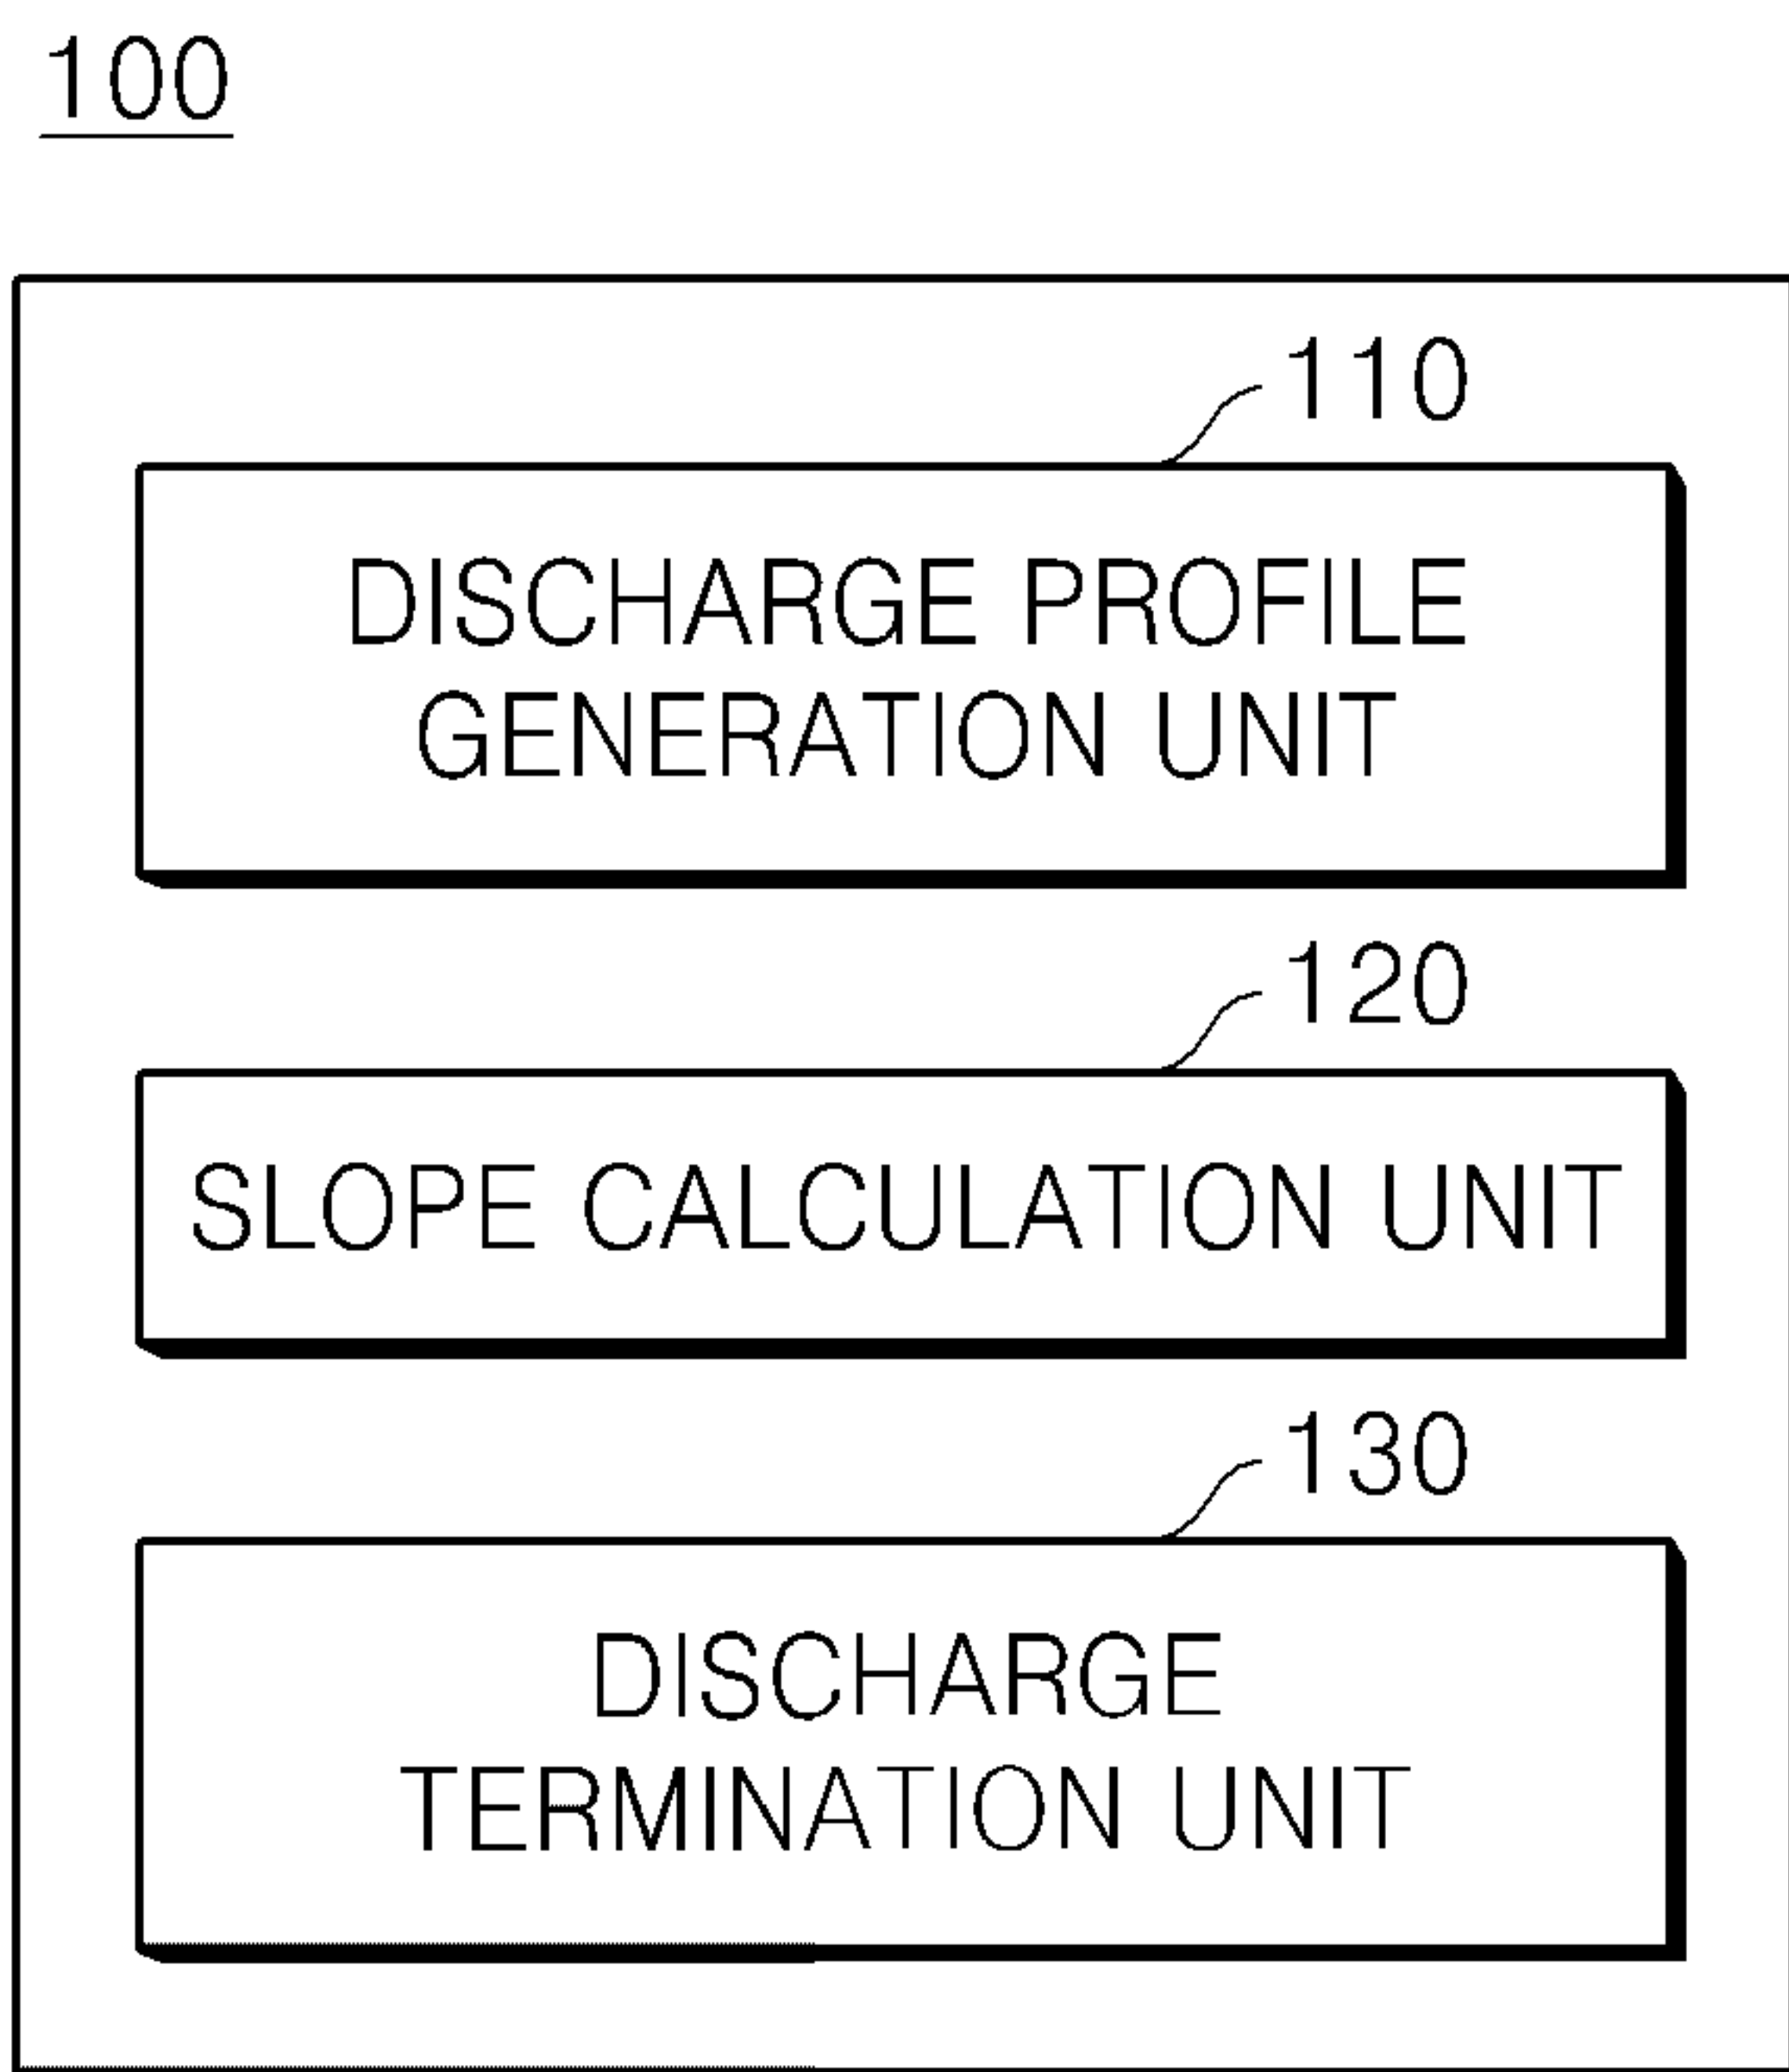 100
110
DISCHARGE PROFILE
GENERATION UNIT
120
SLOPE CALCULATION UNIT
130
DISCHARGE
TERMINATION UNIT